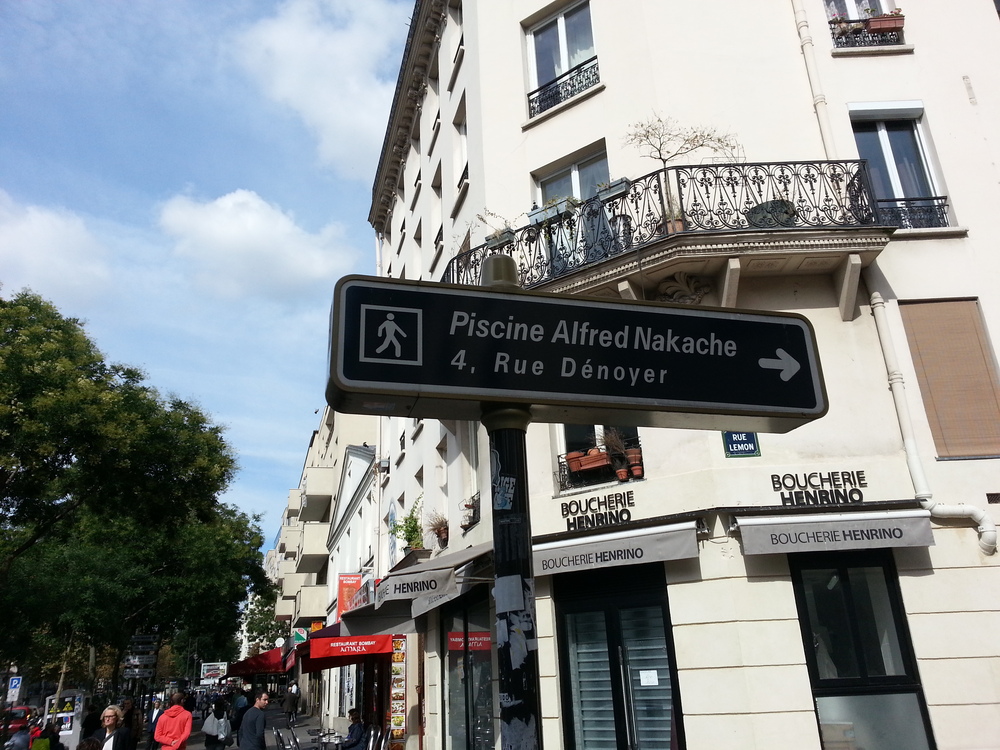 Piscine Alfred Nakache
4, Rue Dénoyer
RUE
LEMON
BOUCHERIE
HENRINO
BOUCHERIE
HENRINO
BOUCHERIE HENRINO
BOUCHERIE HENRINO
HENRINO
RESTAURANT BOMBAY
P